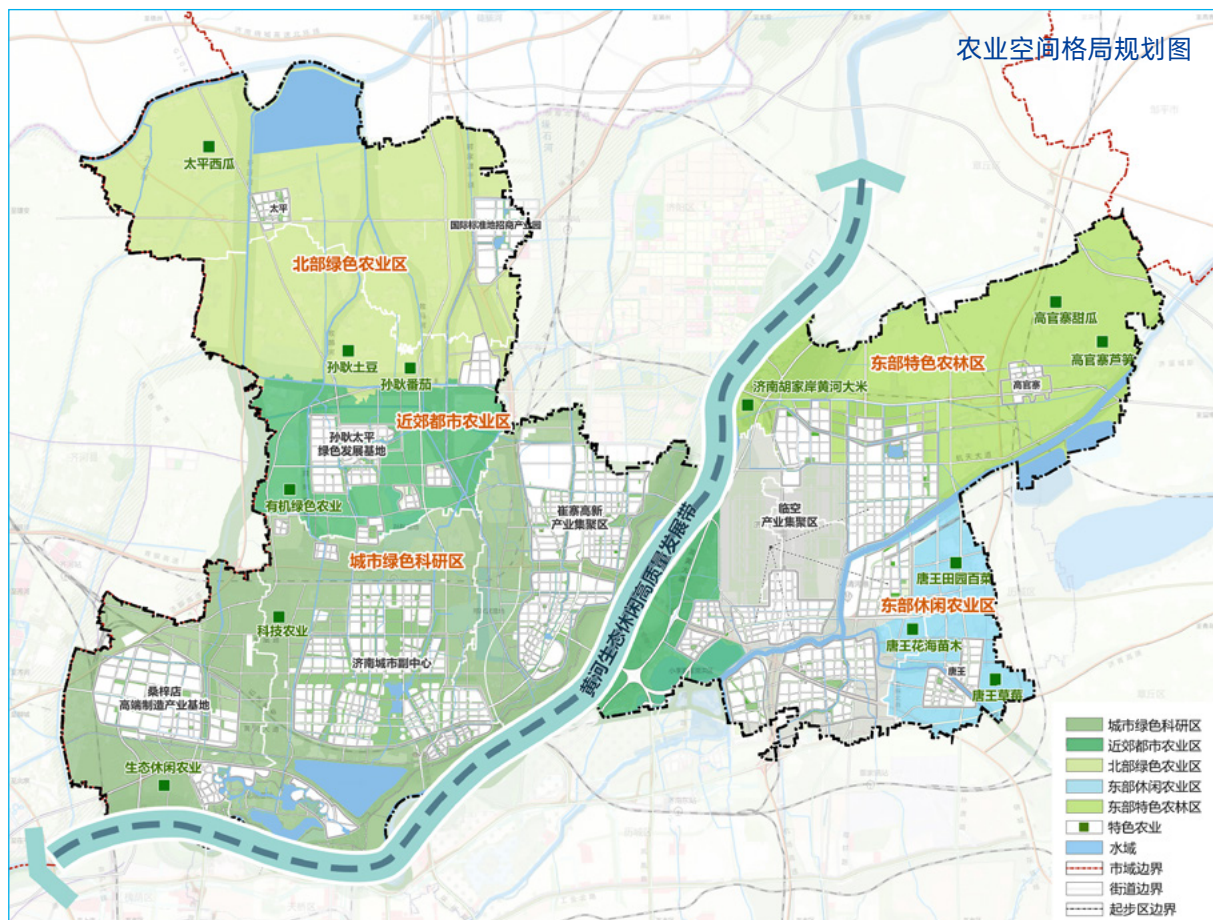 农业空间格局规划图
太平西瓜
太平
国际标准地招商产业园
北部绿色农业区
孙耿土豆
孙耿番茄
近郊都市农业区
孙耿太平
绿色发展基地
有机绿色农业
崔寨高新
产业集聚区
城市绿色科研区
科技农业
济南城市副中心
桑梓店
高端制造产业基地
生态休闲农业
黄河生态休闲高质量发展带
高官寨甜瓜
高官寨芦笋
东部特色农林区
高官寨
济南胡家岸黄河大米
临空
产业集聚区
唐王田园百菜
东部休闲农业区
唐王花海苗木
唐王
唐王草莓
城市绿色科研区
近郊都市农业区
北部绿色农业区
东部休闲农业区
东部特色农林区
特色农业
水域
市域边界
街道边界
起步区边界